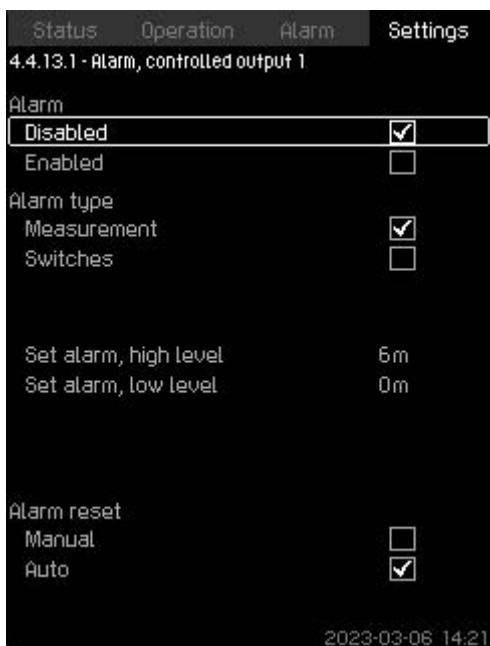 Status Operation Alarm Settings
4.4.13.1 - Alarm, controlled output 1
Alarm
Disabled
Enabled
Alarm type
Measurement
Switches
Set alarm, high level 6m
Set alarm, low level 0m
Alarm reset
Manual
Auto
2023-03-06 14:21